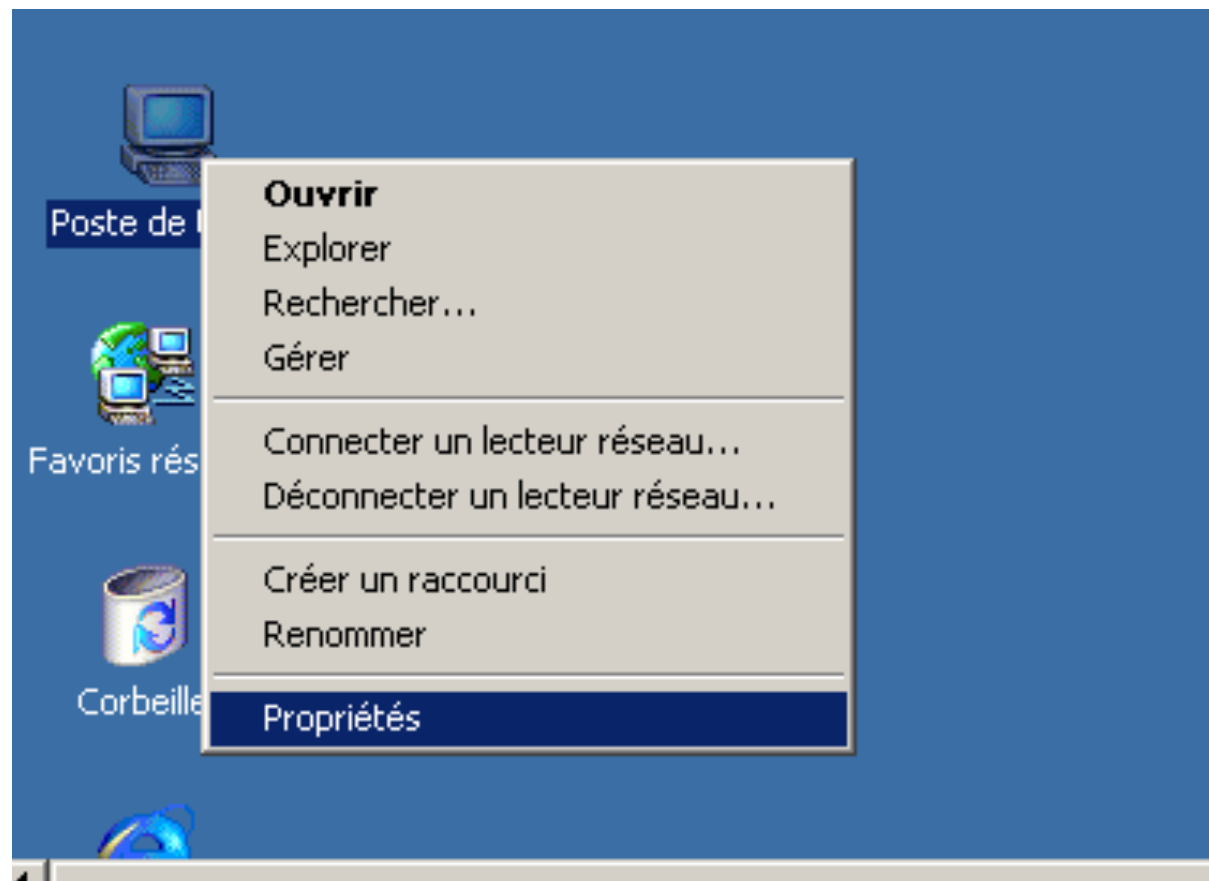 Poste de
Ouvrir
Explorer
Rechercher...
Gérer
Favoris rés
Connecter un lecteur réseau...
Déconnecter un lecteur réseau...
Créer un raccourci
Renommer
Corbeille
Propriétés